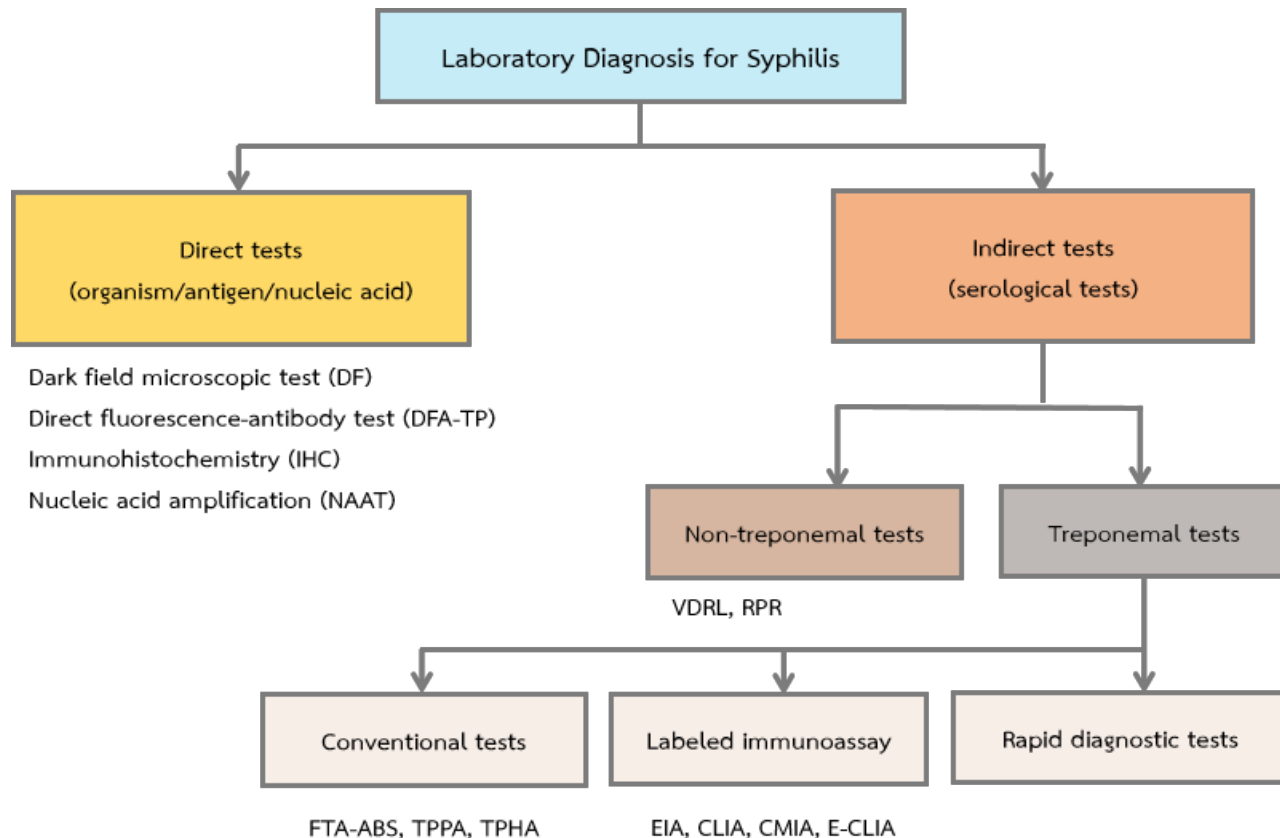 Laboratory Diagnosis for Syphilis
Direct tests
(organism/antigen/nucleic acid)
Indirect tests
(serological tests)
Dark field microscopic test (DF)
Direct fluorescence-antibody test (DFA-TP)
Immunohistochemistry (IHC)
Nucleic acid amplification (NAAT)
Non-treponemal tests
Treponemal tests
VDRL, RPR
Conventional tests
Labeled immunoassay
Rapid diagnostic tests
FTA-ABS, TPPA, TPHA
EIA, CLIA, CMIA, E-CLIA